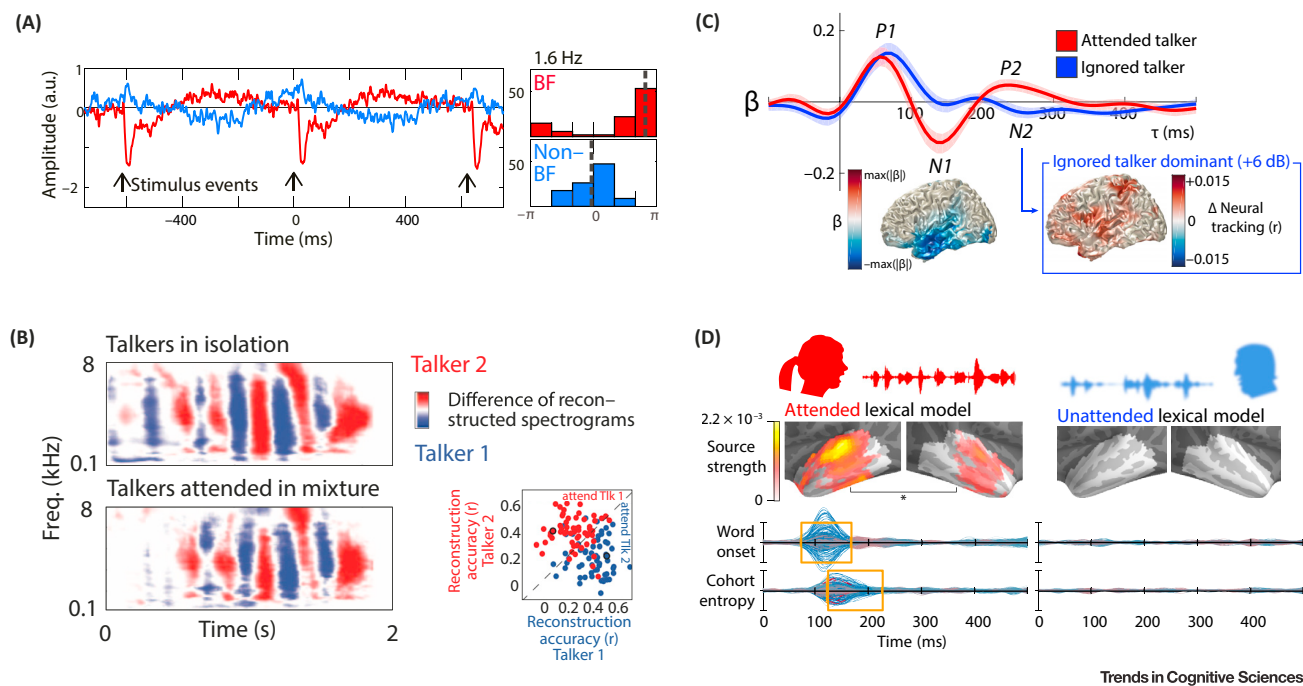 (A)
1.6 Hz
Amplitude (a.u.)
1
0
−2
Stimulus events
−400
0
400
Time (ms)
BF
50
Non–
BF
50
−π
0
π
(B)
Talkers in isolation
8
0.1
Freq. (kHz)
Talkers attended in mixture
8
0.1
0
Time (s)
2
Talker 2
Difference of recon–
structed spectrograms
Talker 1
Reconstruction
accuracy (r)
Talker 2
0.6
0.4
0.2
0
attend Tlk 1
attend Tlk 2
0
0.2
0.4
0.6
Reconstruction
accuracy (r)
Talker 1
(C)
0.2
P1
Attended talker
Ignored talker
P2
β
0
100
200
300
400
τ (ms)
N2
N1
−0.2
Ignored talker dominant (+6 dB)
max(|β|)
β
−max(|β|)
+0.015
0
−0.015
Δ Neural
tracking (r)
(D)
2.2 × 10⁻³
Attended lexical model
Unattended lexical model
Source
strength
0
*
Word
onset
Cohort
entropy
0
100
200
300
400
Time (ms)
0
100
200
300
400
Trends in Cognitive Sciences